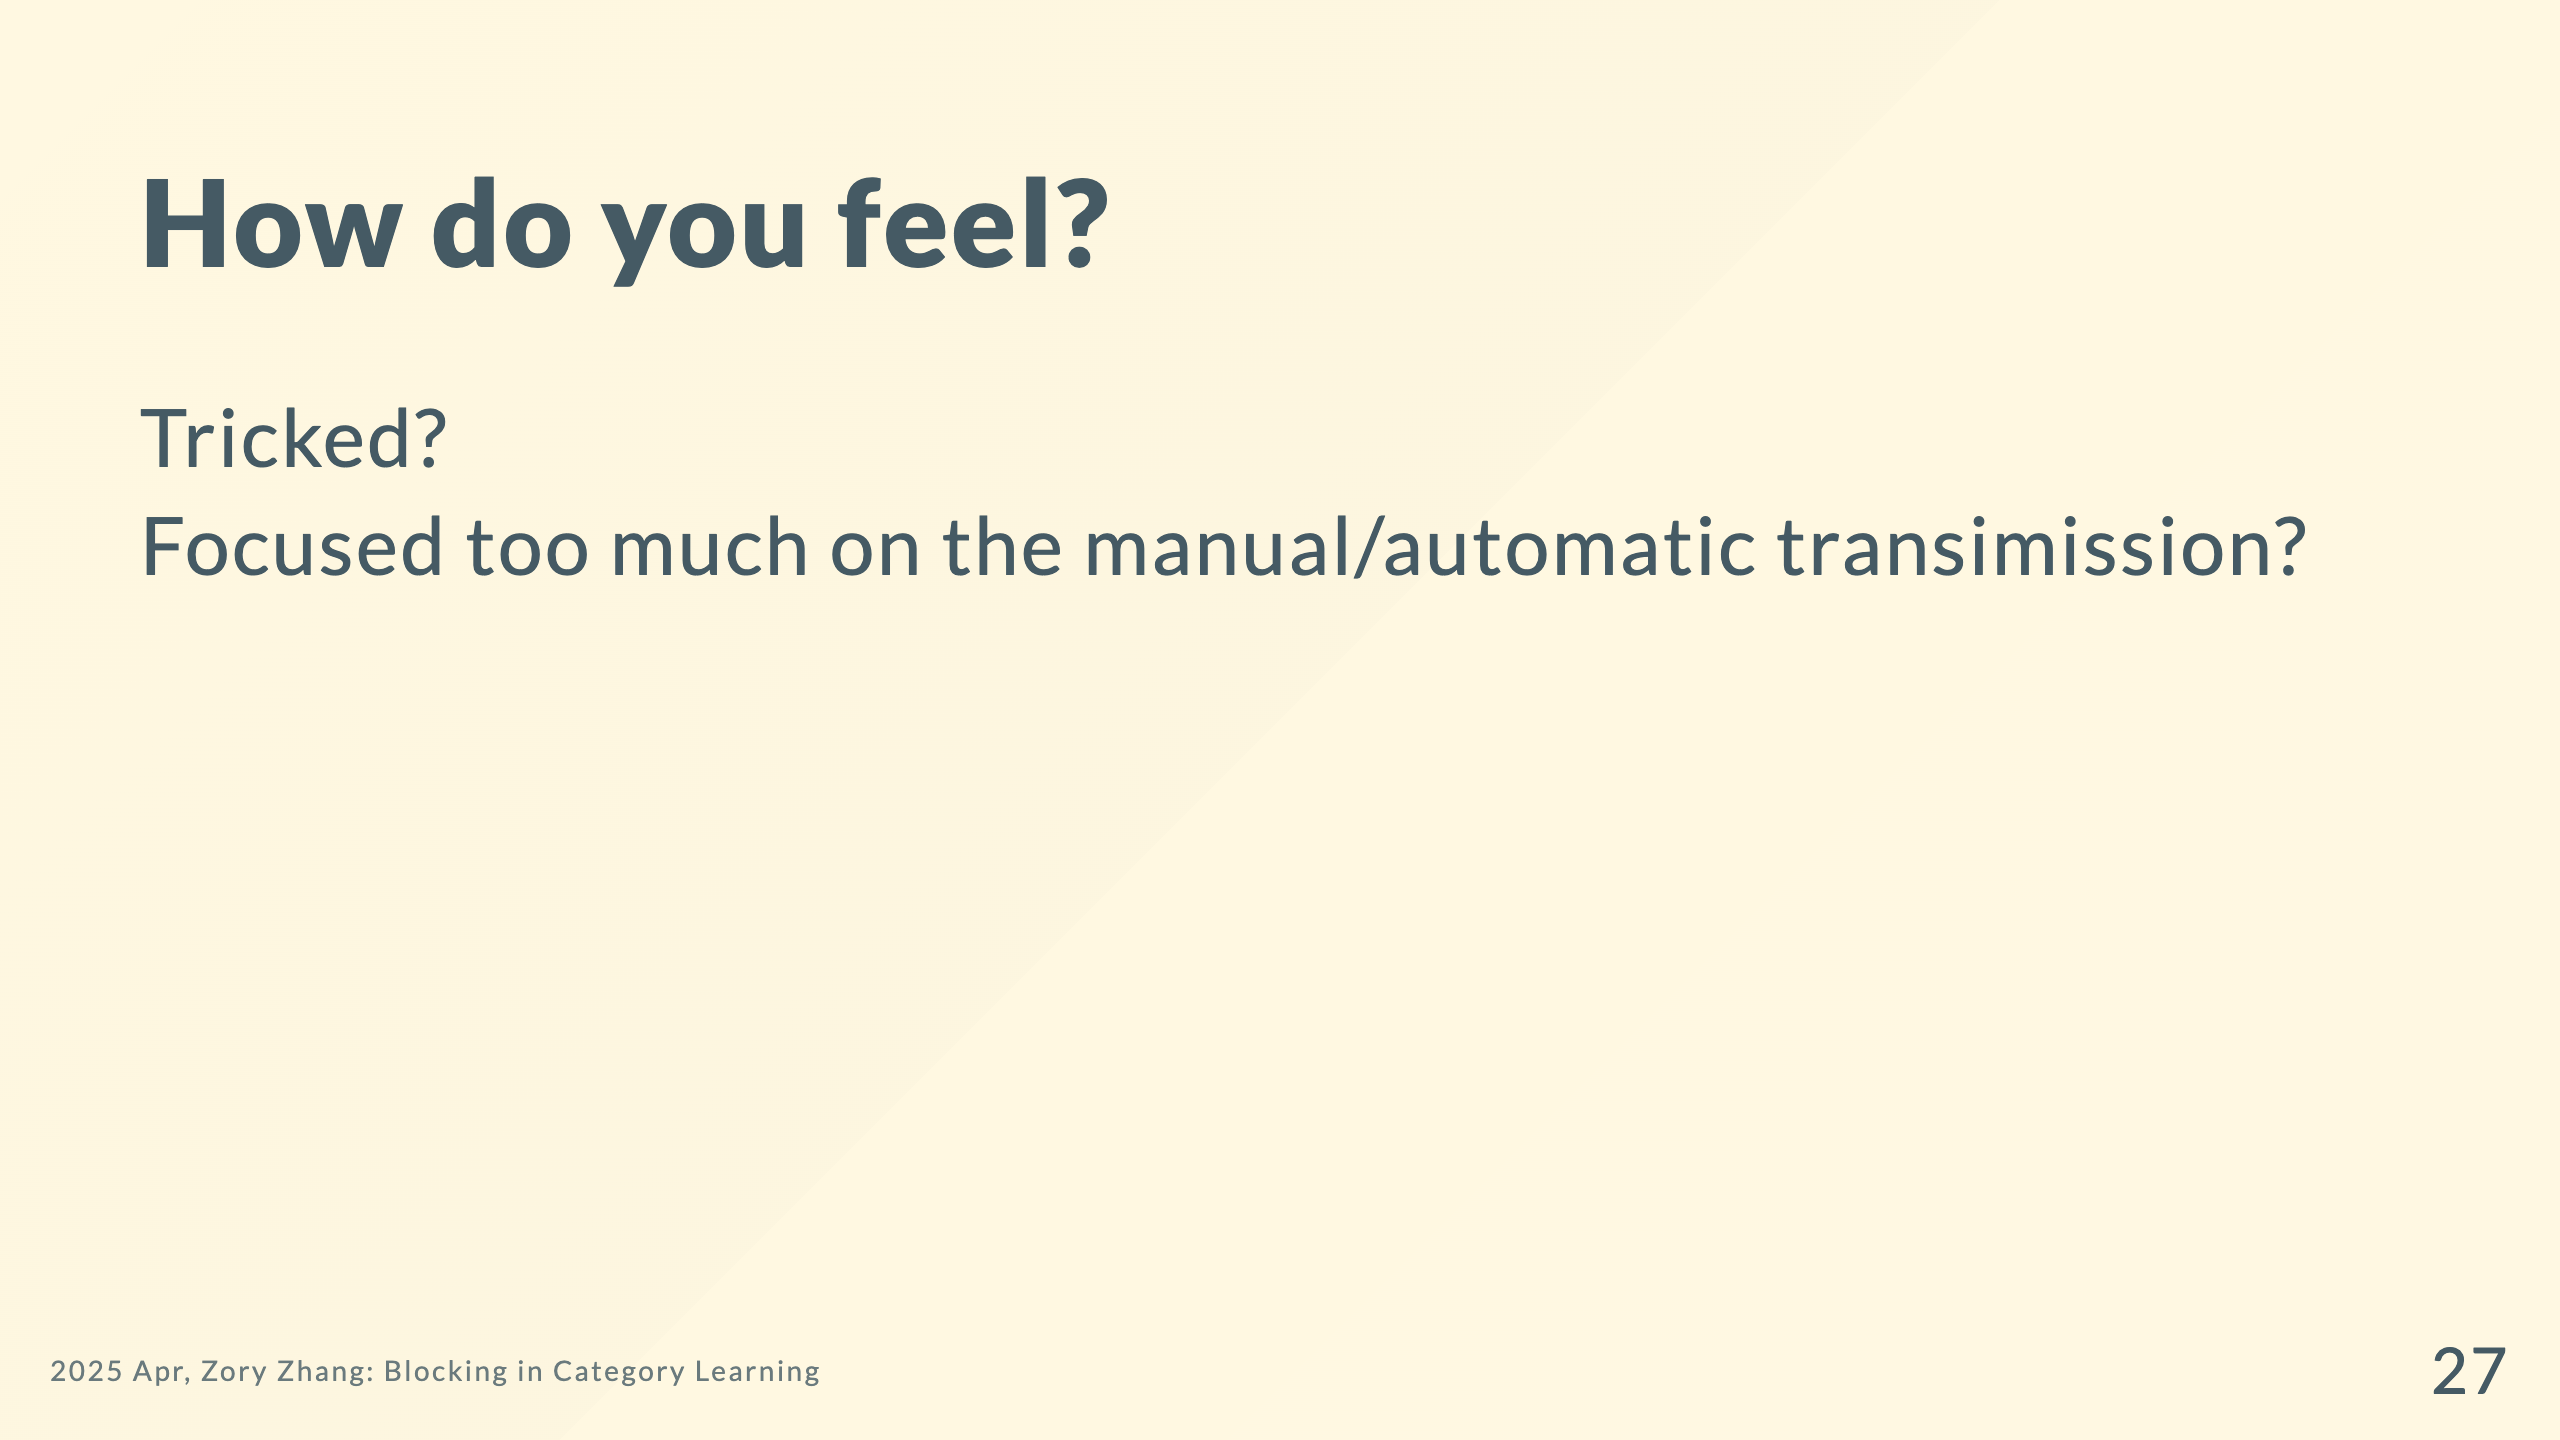 How do you feel?
Tricked?
Focused too much on the manual/automatic transimission?
2025 Apr, Zory Zhang: Blocking in Category Learning
27